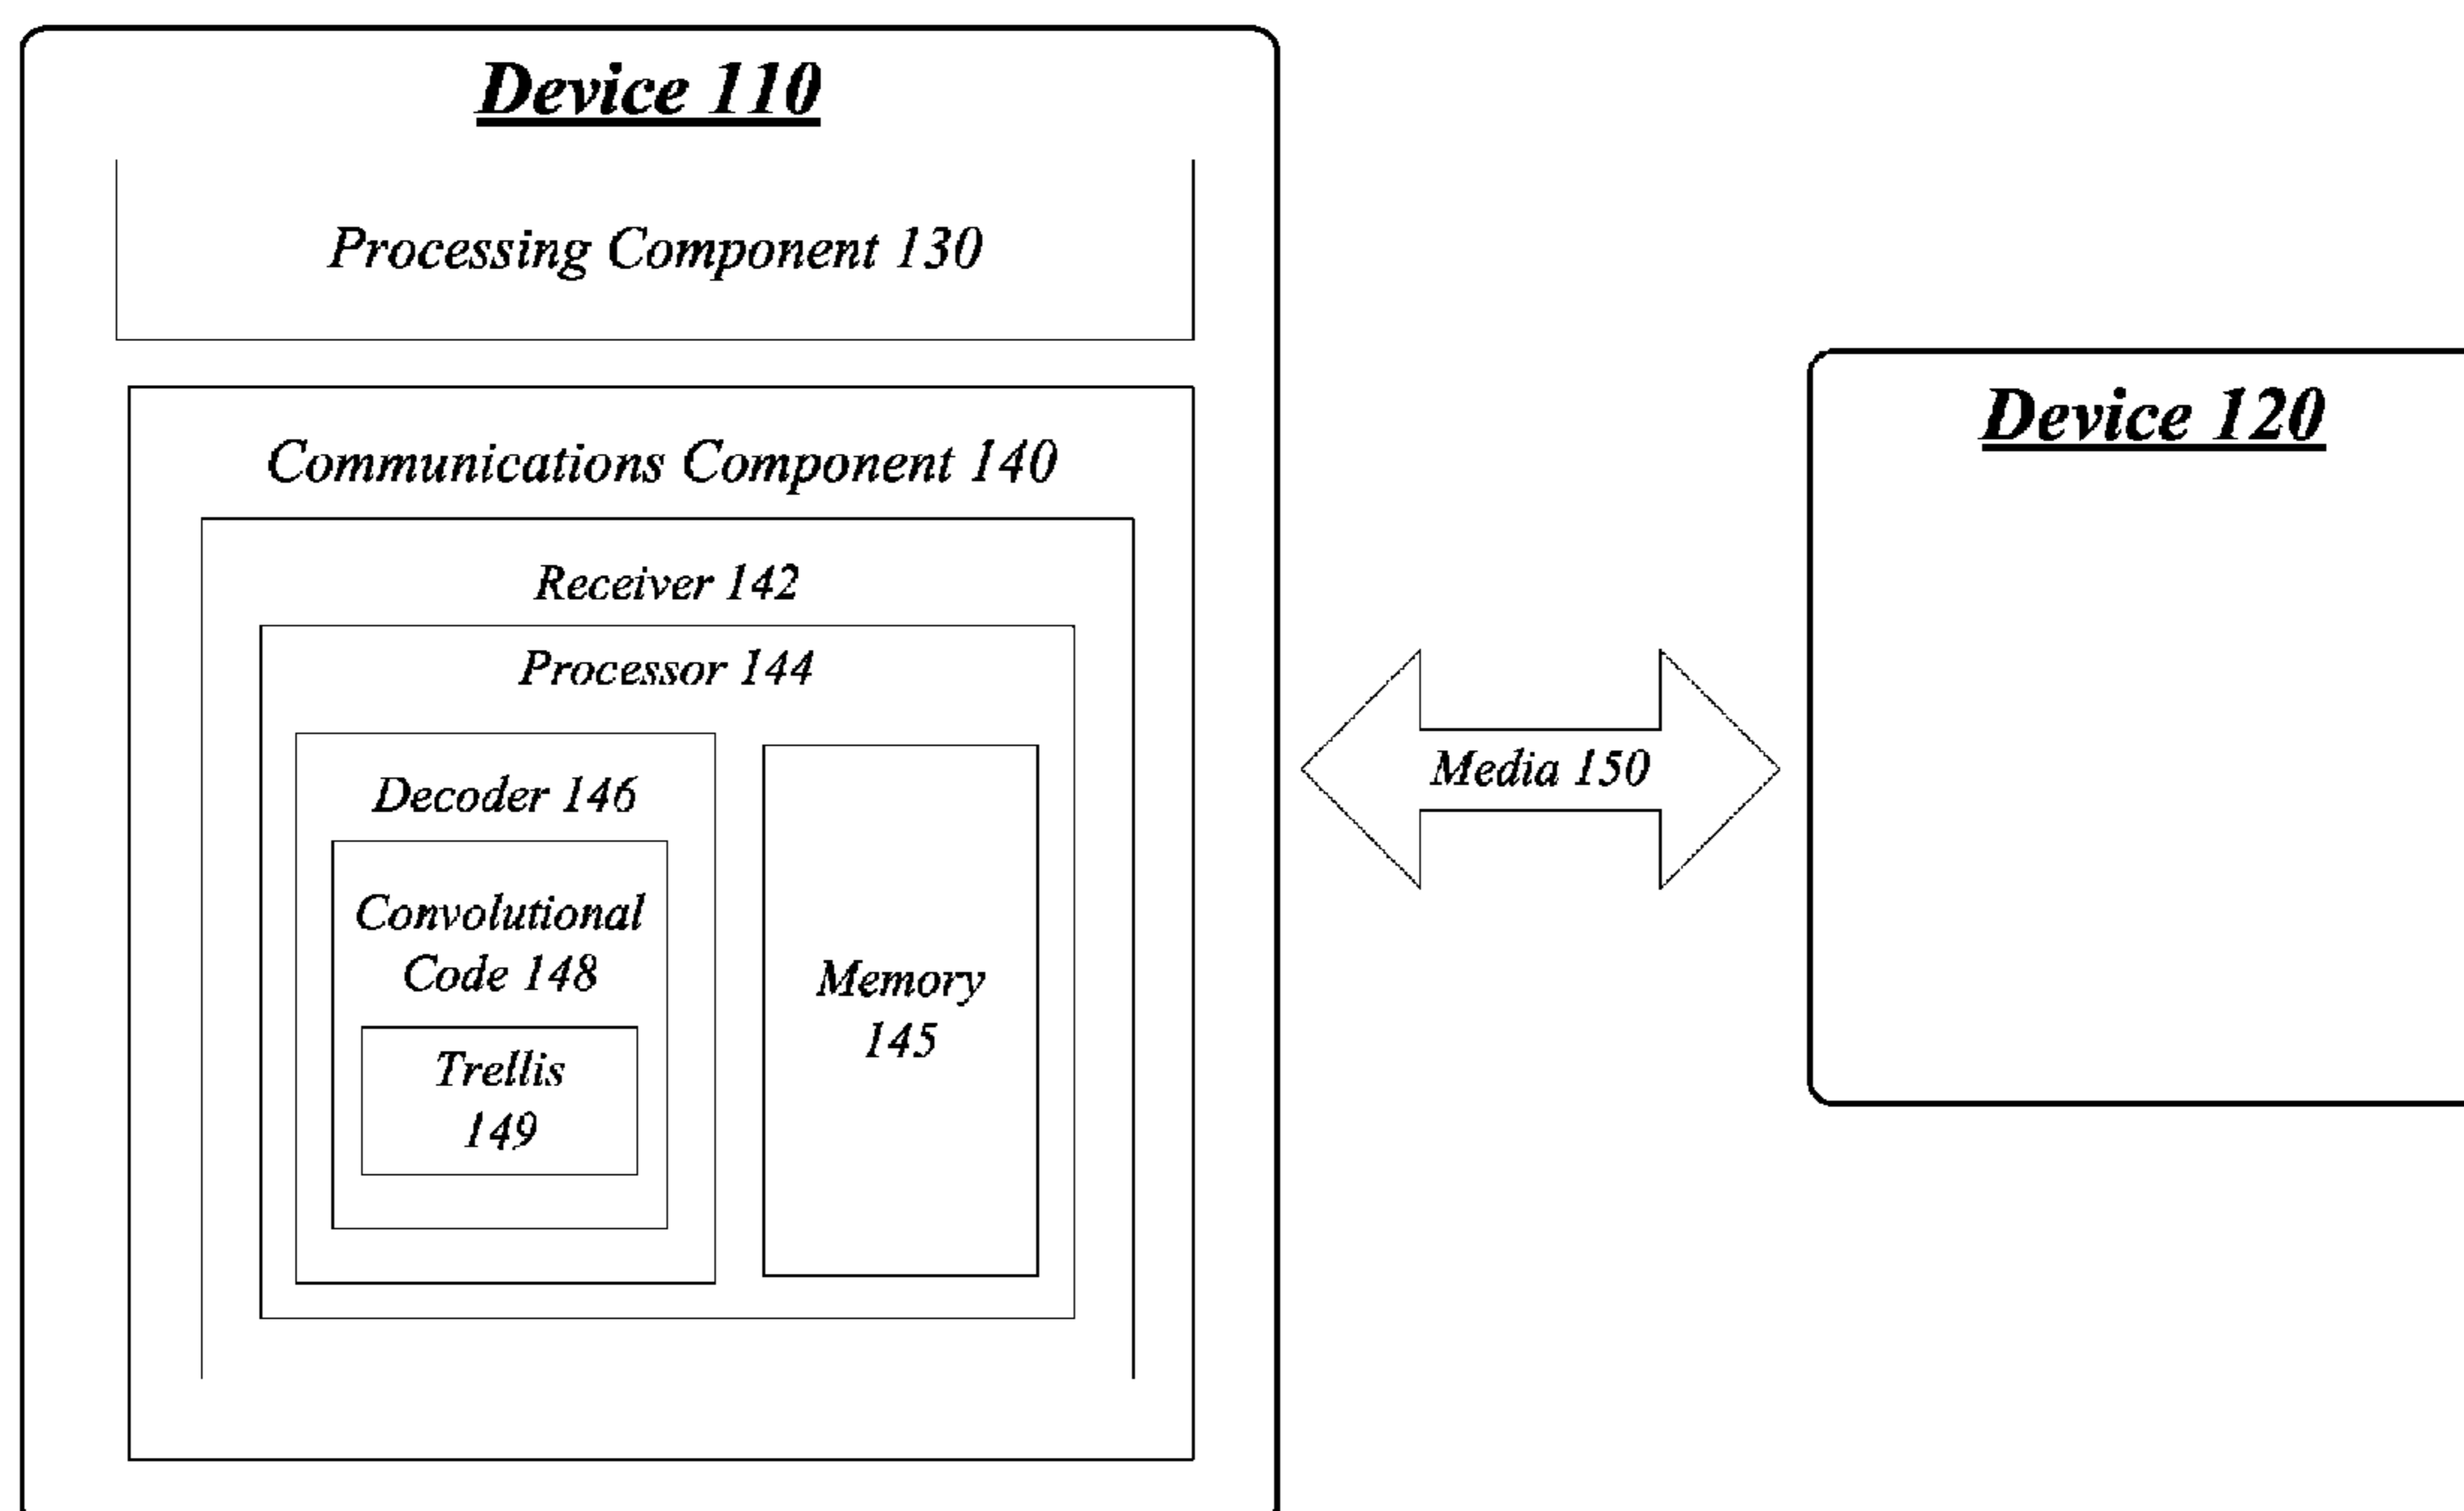 Device 110
Processing Component 130
Communications Component 140
Receiver 142
Processor 144
Decoder 146
Convolutional
Code 148
Trellis
149
Memory
145
Media 150
Device 120